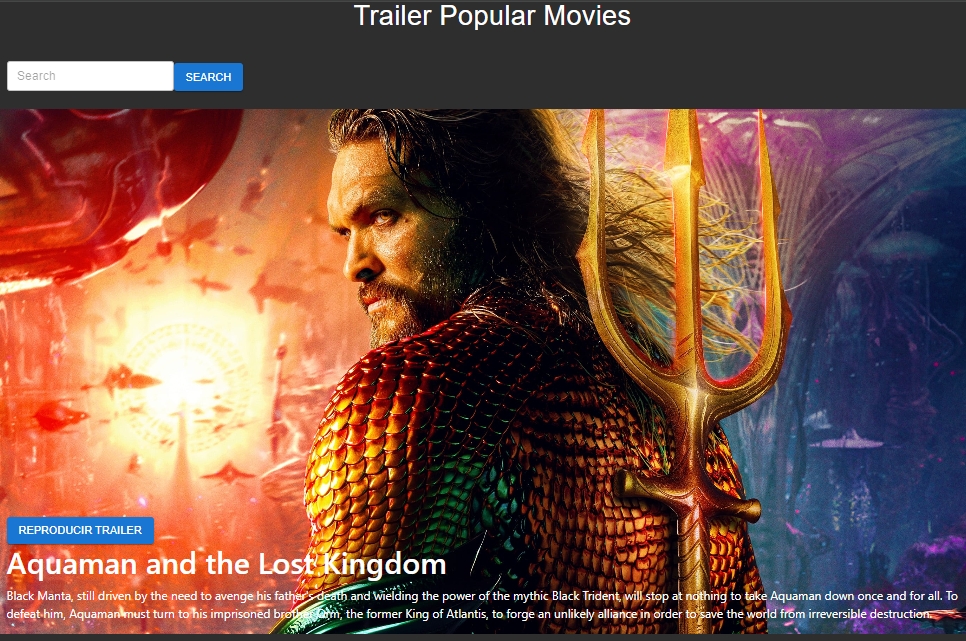 Trailer Popular Movies
Search
SEARCH
REPRODUCIR TRAILER
Aquaman and the Lost Kingdom
Black Manta, still driven by the need to avenge his father's death and wielding the power of the mythic Black Trident, will stop at nothing to take Aquaman down once and for all. To
defeat him, Aquaman must turn to his imprisoned brother Orm, the former King of Atlantis, to forge an unlikely alliance in order to save the world from irreversible destruction.